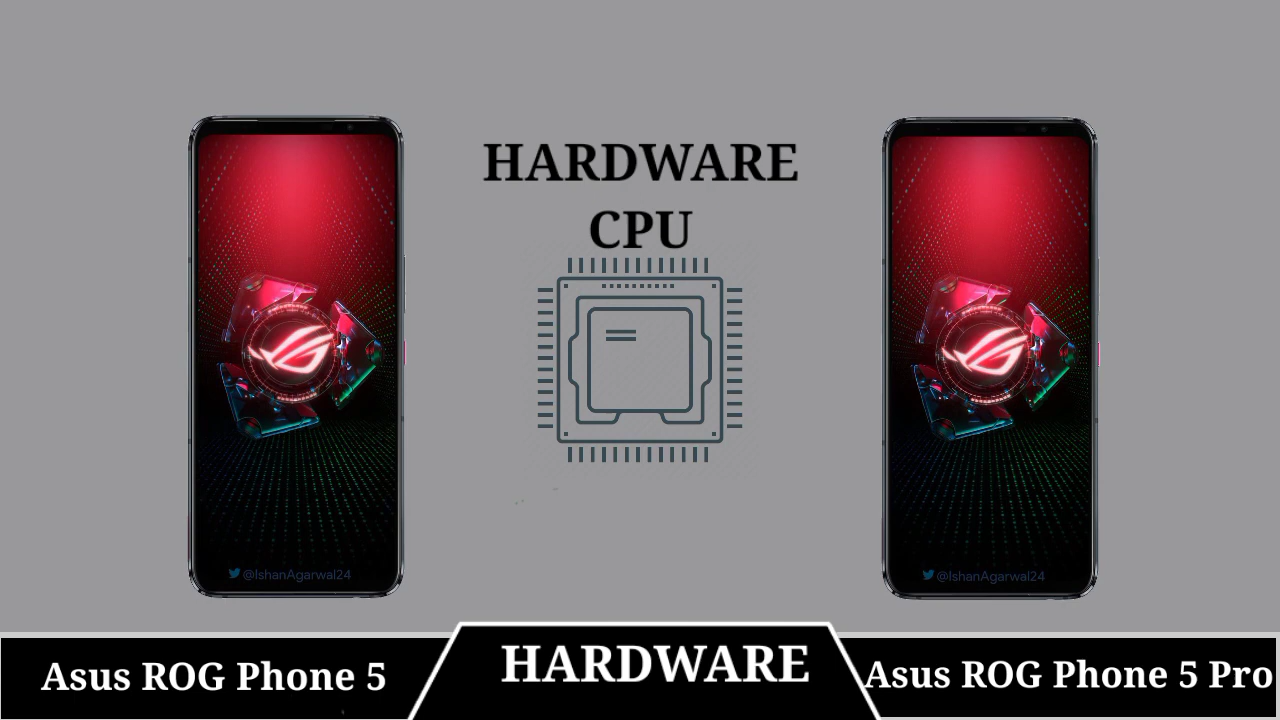 HARDWARE
CPU
@IshanAgarwal24
@IshanAgarwal24
Asus ROG Phone 5
HARDWARE
Asus ROG Phone 5 Pro